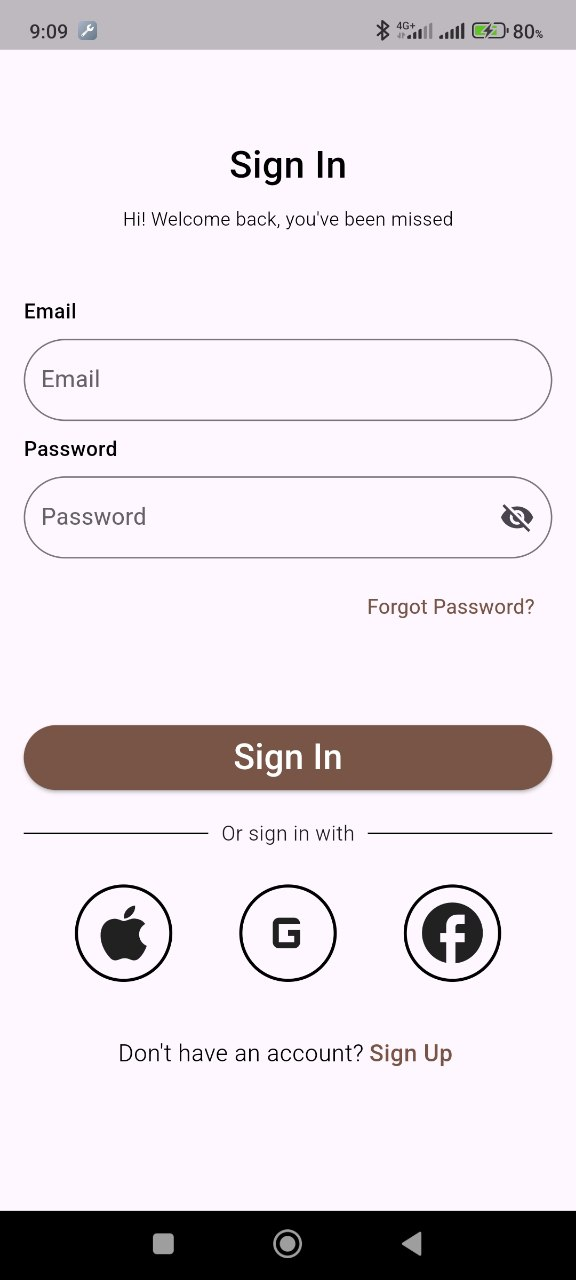 9:09 4G+ 80%
Sign In
Hi! Welcome back, you've been missed
Email
Email
Password
Password
Forgot Password?
Sign In
Or sign in with
G
Don't have an account? Sign Up